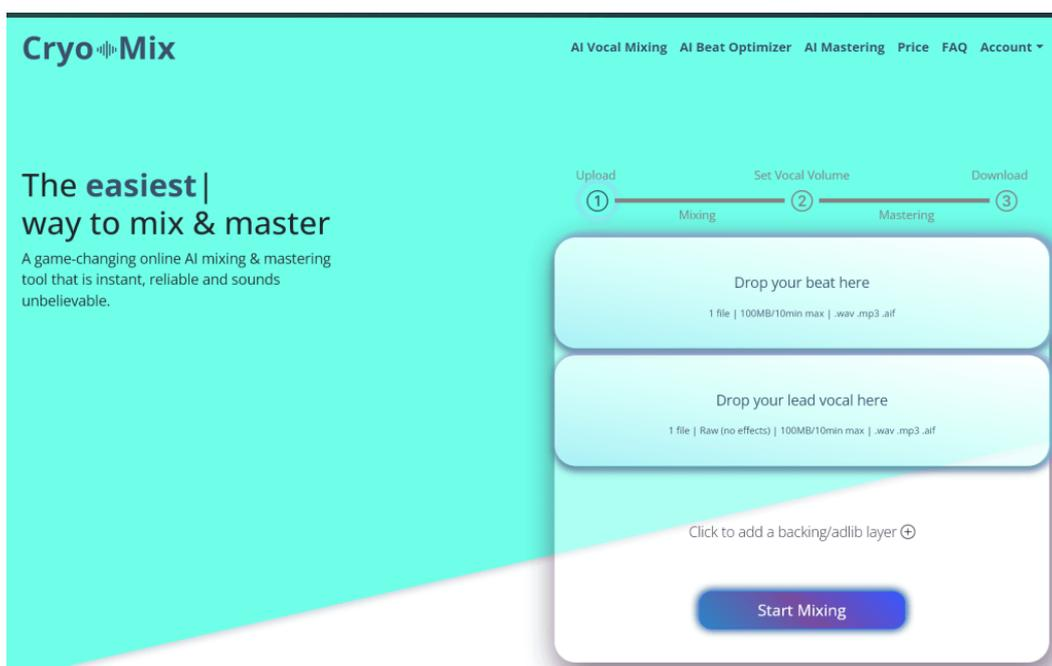 Cryo Mix
AI Vocal Mixing AI Beat Optimizer AI Mastering Price FAQ Account
The easiest|
way to mix & master
A game-changing online AI mixing & mastering
tool that is instant, reliable and sounds
unbelievable.
Upload Set Vocal Volume Download
1 2 3
Mixing Mastering
Drop your beat here
1 file | 100MB/10min max | .wav .mp3 .aif
Drop your lead vocal here
1 file | Raw (no effects) | 100MB/10min max | .wav .mp3 .aif
Click to add a backing/adlib layer
Start Mixing